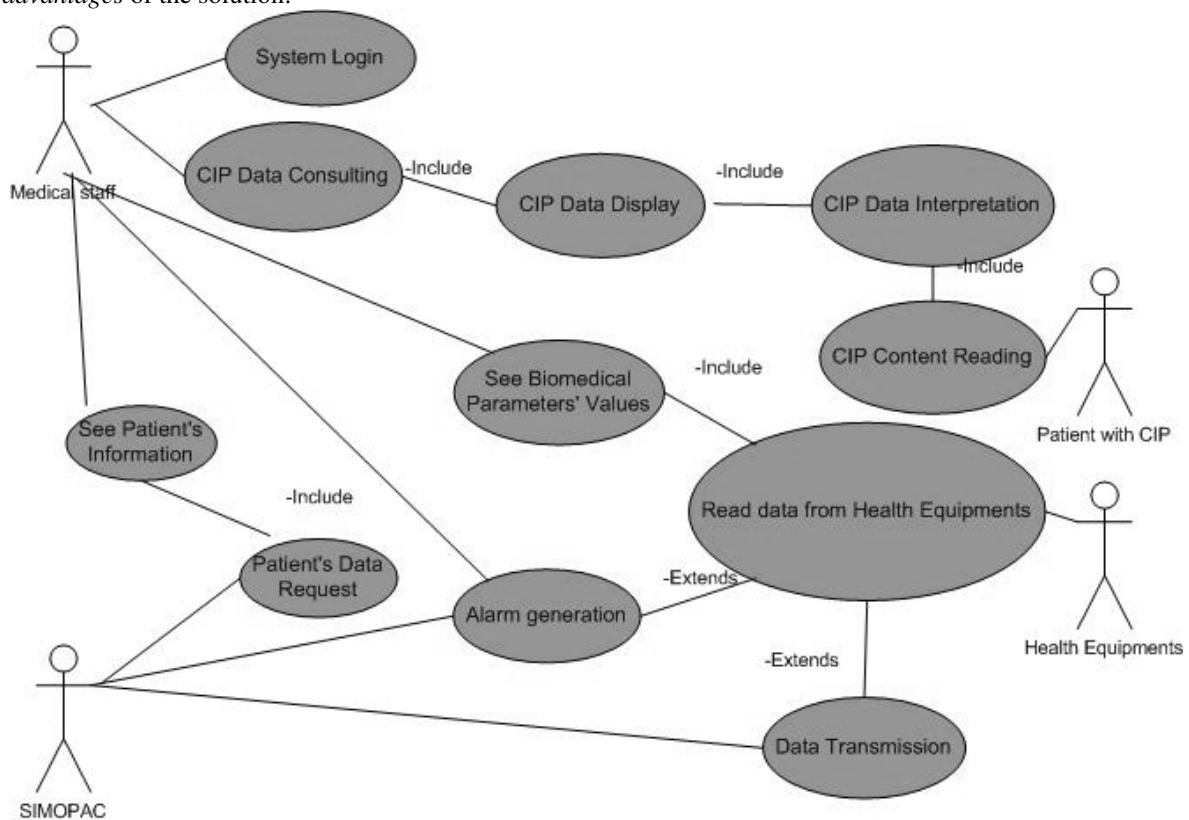 advantages of the solution.
System Login
CIP Data Consulting
-Include
CIP Data Display
-Include
CIP Data Interpretation
Medical staff
-Include
CIP Content Reading
Patient with CIP
See Biomedical
Parameters' Values
-Include
See Patient's
Information
-Include
Read data from Health Equipments
Patient's Data
Request
Alarm generation
-Extends
Health Equipments
-Extends
Data Transmission
SIMOPAC